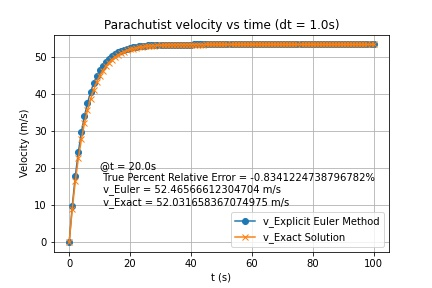 Parachutist velocity vs time (dt = 1.0s)
50
40
30
20
10
0
Velocity (m/s)
@t = 20.0s
True Percent Relative Error = -0.8341224738796782%
v_Euler = 52.46566612304704 m/s
v_Exact = 52.031658367074975 m/s
v_Explicit Euler Method
v_Exact Solution
0 20 40 60 80 100
t (s)